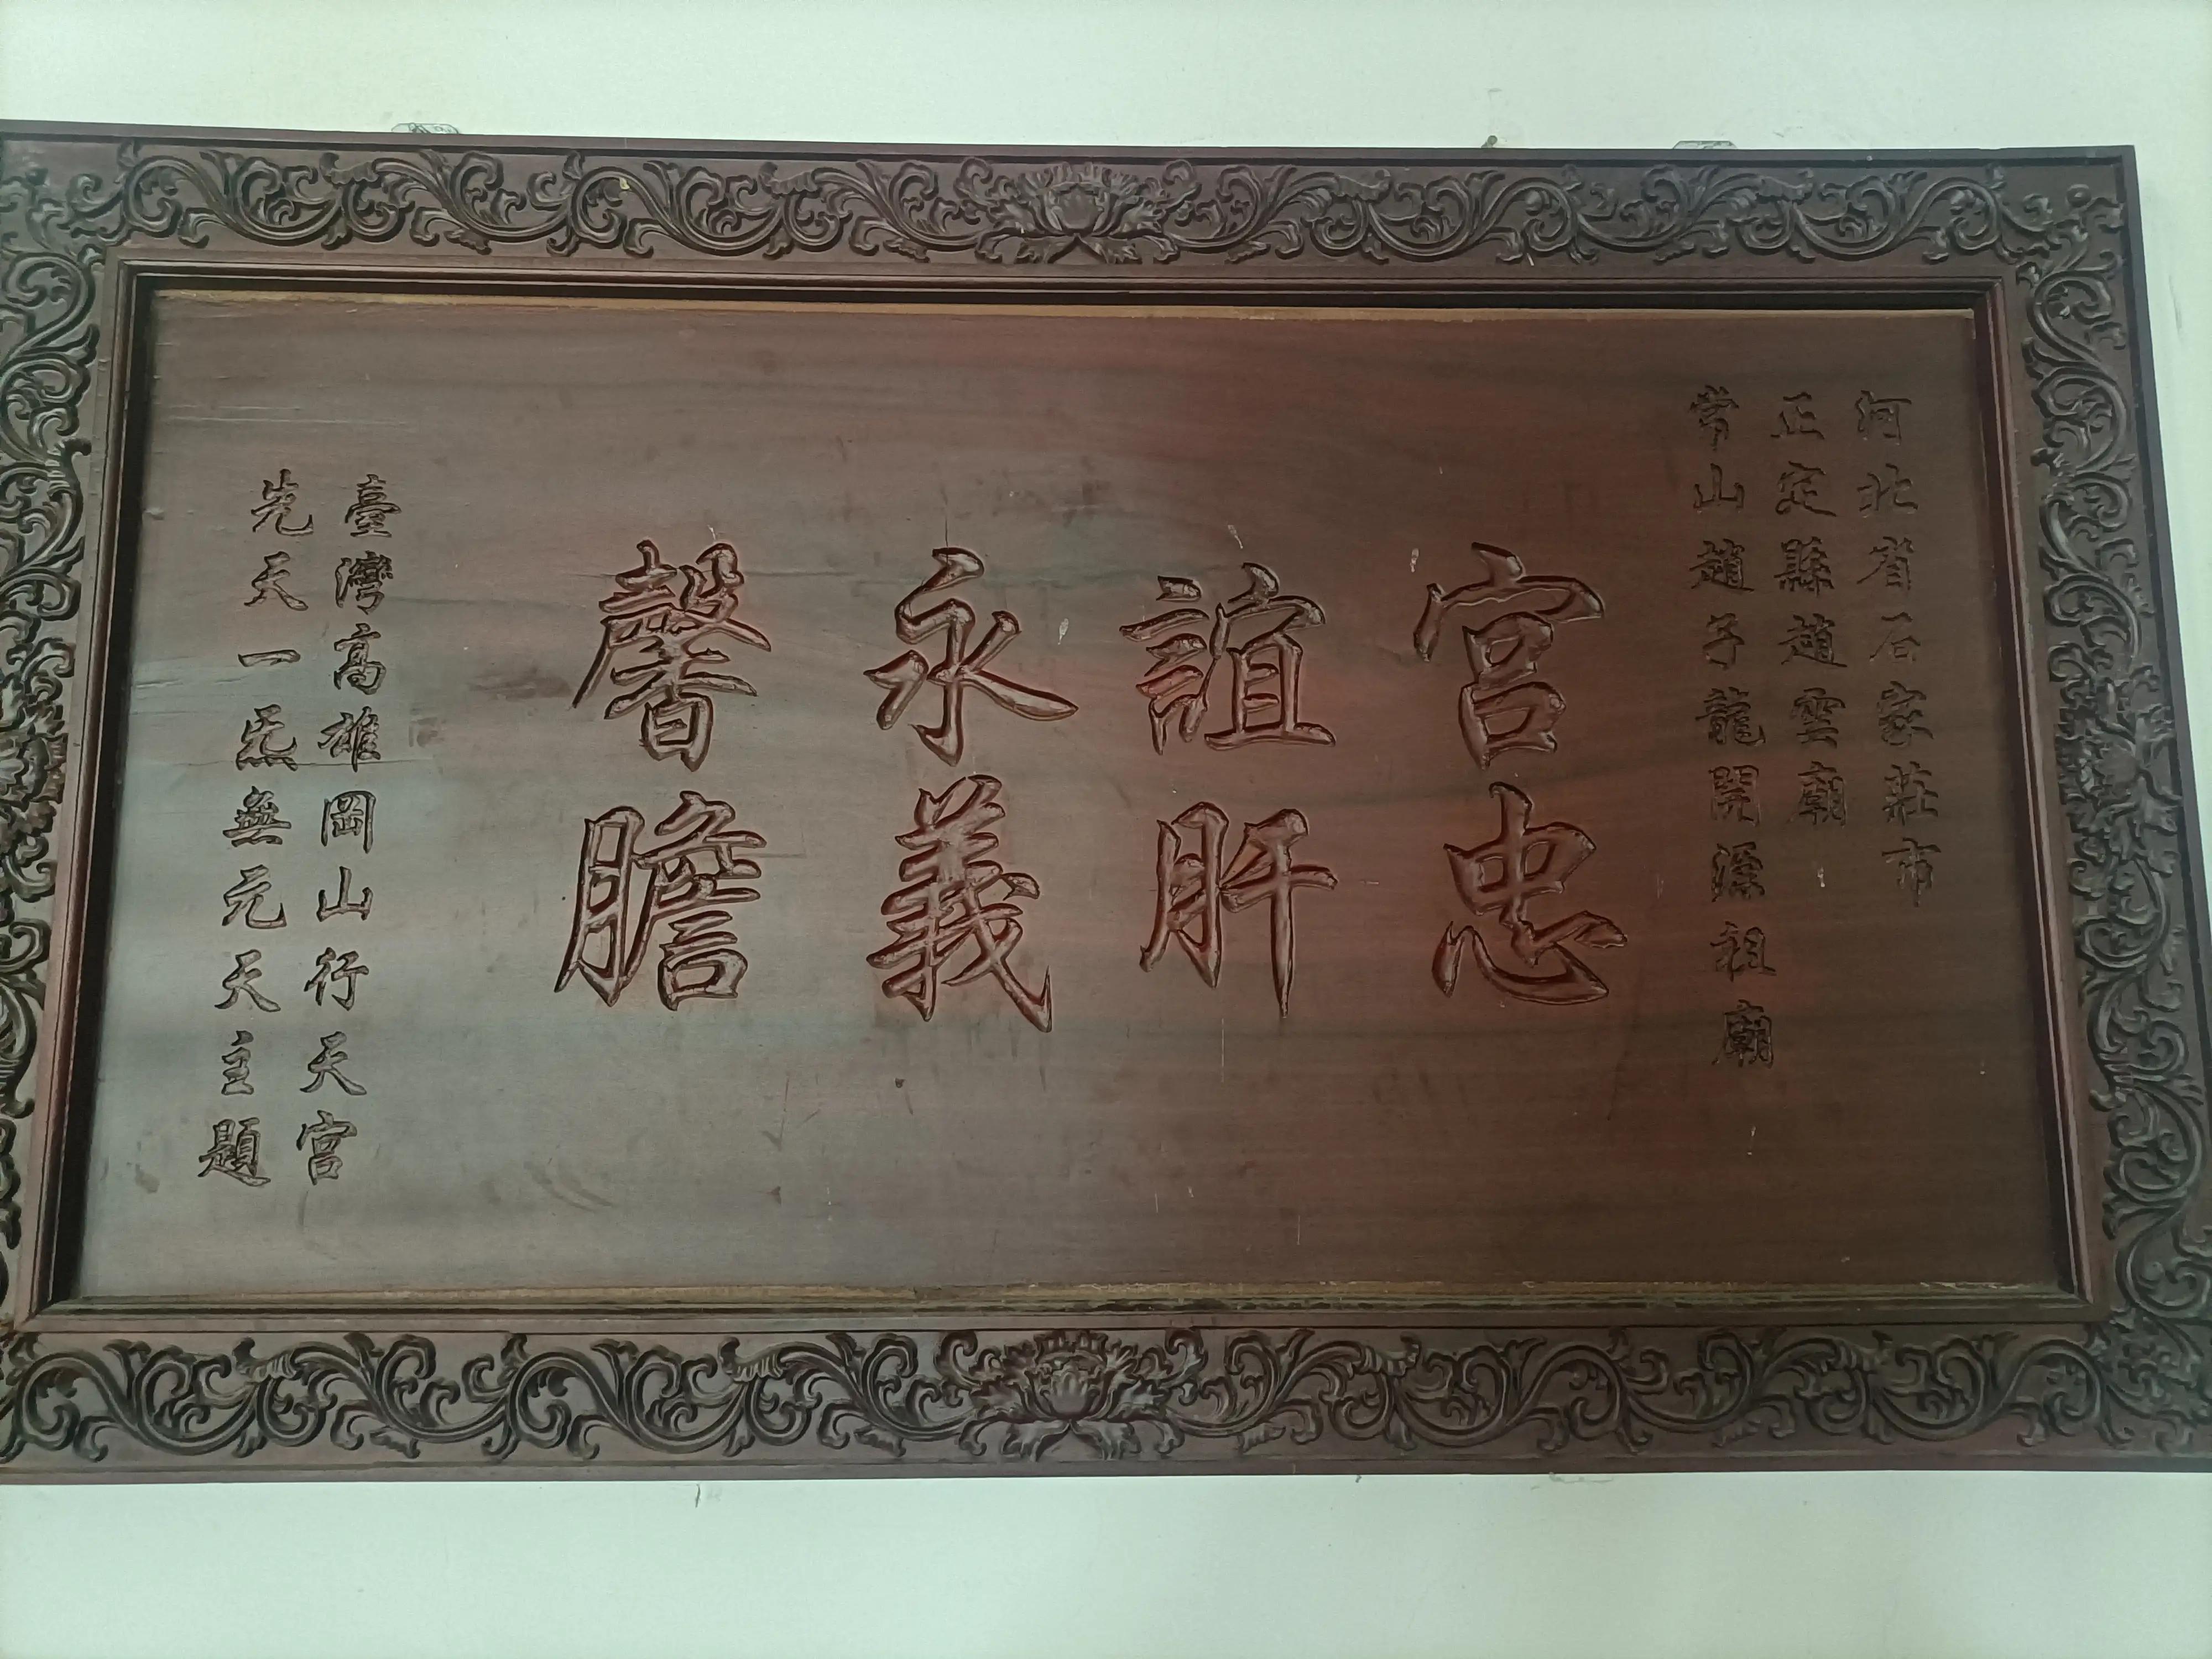 河北省石家莊市
正定縣趙雲廟
常山趙子龍開源祖廟
宮誼永馨
忠肝義膽
臺灣高雄岡山行天宮
先天一炁無元天主題